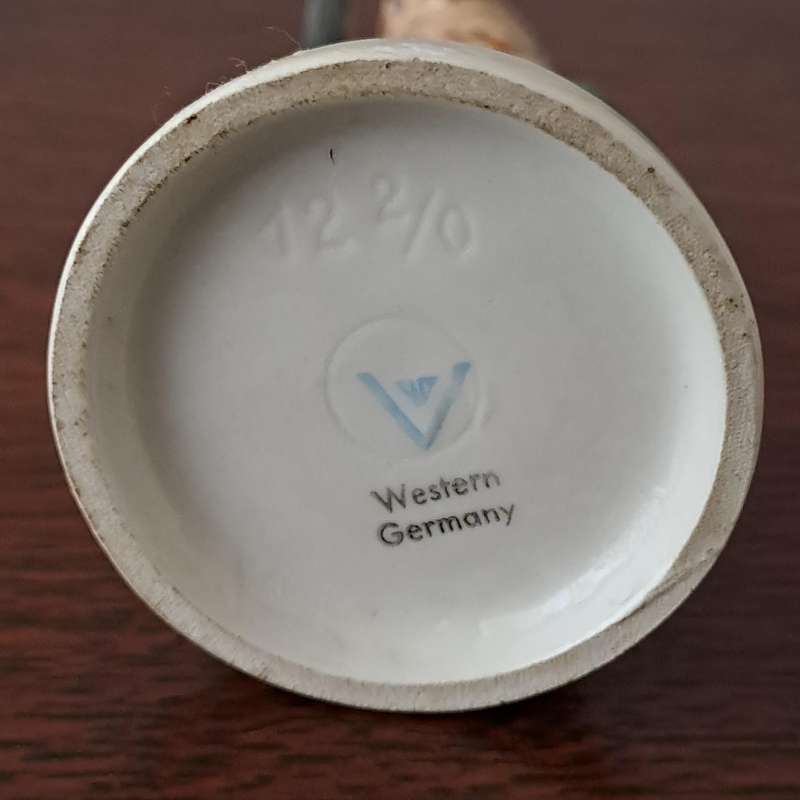 12 2/0
V
Western
Germany